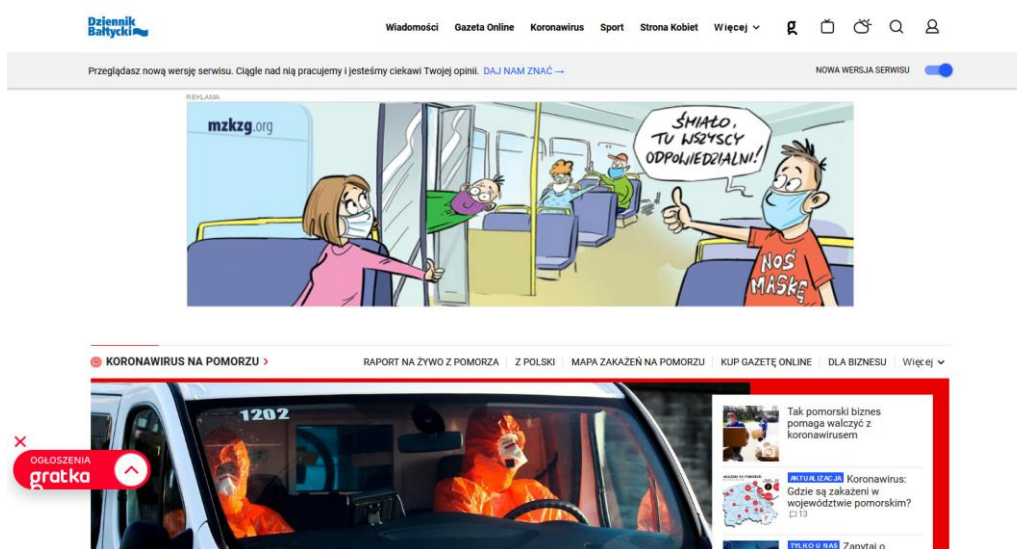 Dziennik
Bałtycki
Wiadomości Gazeta Online Koronawirus Sport Strona Kobiet Więcej
Przeglądasz nową wersję serwisu. Ciągle nad nią pracujemy i jesteśmy ciekawi Twojej opinii. DAJ NAM ZNAĆ →
NOWA WERSJA SERWISU
REKLAMA
mzkzg.org
ŚMIAŁO,
TU WSZYSCY
ODPOWIEDZIALNI!
NOŚ
MASKĘ
KORONAWIRUS NA POMORZU >
RAPORT NA ŻYWO Z POMORZA Z POLSKI MAPA ZAKAŻEŃ NA POMORZU KUP GAZETĘ ONLINE DLA BIZNESU Więcej
1202
Tak pomorski biznes
pomaga walczyć z
koronawirusem
AKTUALIZACJA Koronawirus:
Gdzie są zakażeni w
województwie pomorskim?
13
TYLKO U NAS Zapytaj o
OGŁOSZENIA
gratka